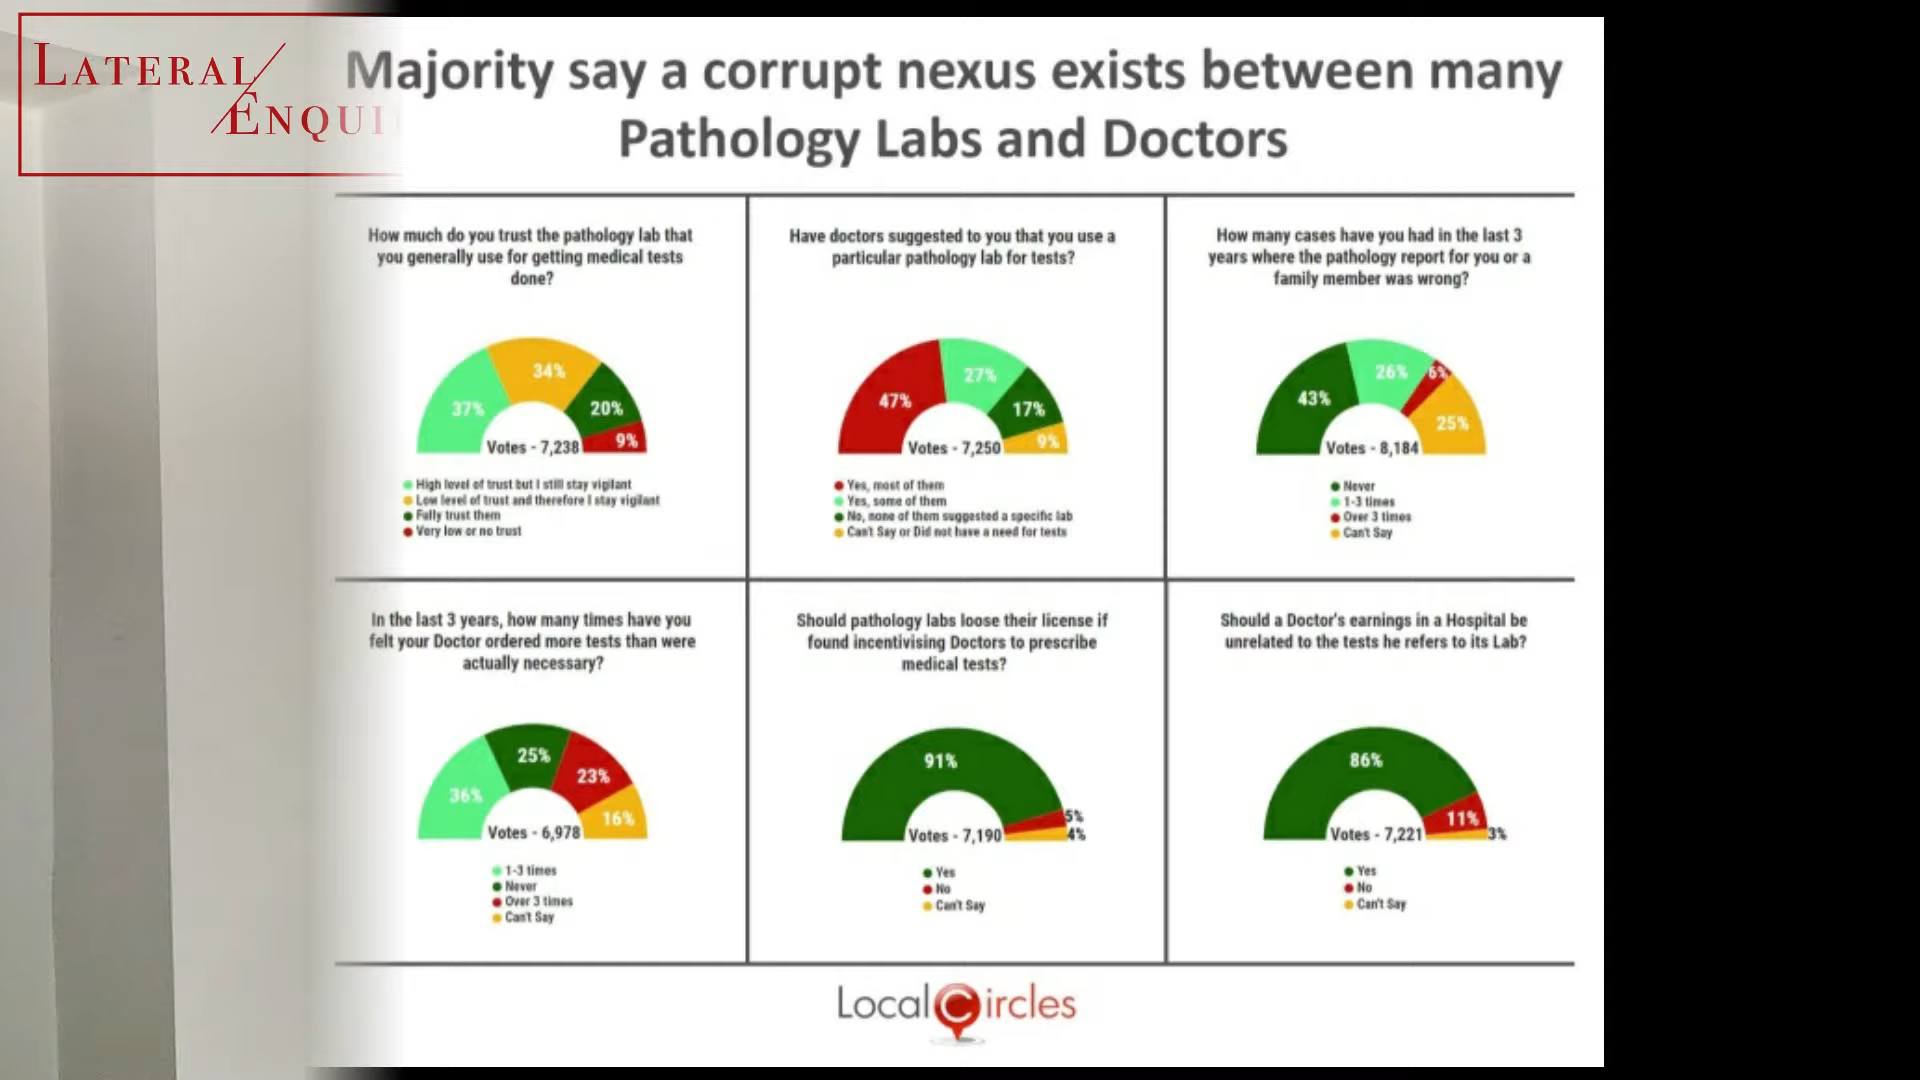 LATERAL
ENQUI
Majority say a corrupt nexus exists between many
Pathology Labs and Doctors
How much do you trust the pathology lab that
you generally use for getting medical tests
done?
37%
34%
20%
9%
Votes - 7,238
High level of trust but I still stay vigilant
Low level of trust and therefore I stay vigilant
Fully trust them
Very low or no trust
Have doctors suggested to you that you use a
particular pathology lab for tests?
47%
27%
17%
9%
Votes - 7,250
Yes, most of them
Yes, some of them
No, none of them suggested a specific lab
Can't Say or Did not have a need for tests
How many cases have you had in the last 3
years where the pathology report for you or a
family member was wrong?
43%
26%
6%
25%
Votes - 8,184
Never
1-3 times
Over 3 times
Can't Say
In the last 3 years, how many times have you
felt your Doctor ordered more tests than were
actually necessary?
36%
25%
23%
16%
Votes - 6,978
1-3 times
Never
Over 3 times
Can't Say
Should pathology labs loose their license if
found incentivising Doctors to prescribe
medical tests?
91%
5%
4%
Votes - 7,190
Yes
No
Can't Say
Should a Doctor's earnings in a Hospital be
unrelated to the tests he refers to its Lab?
86%
11%
3%
Votes - 7,221
Yes
No
Can't Say
LocalCircles